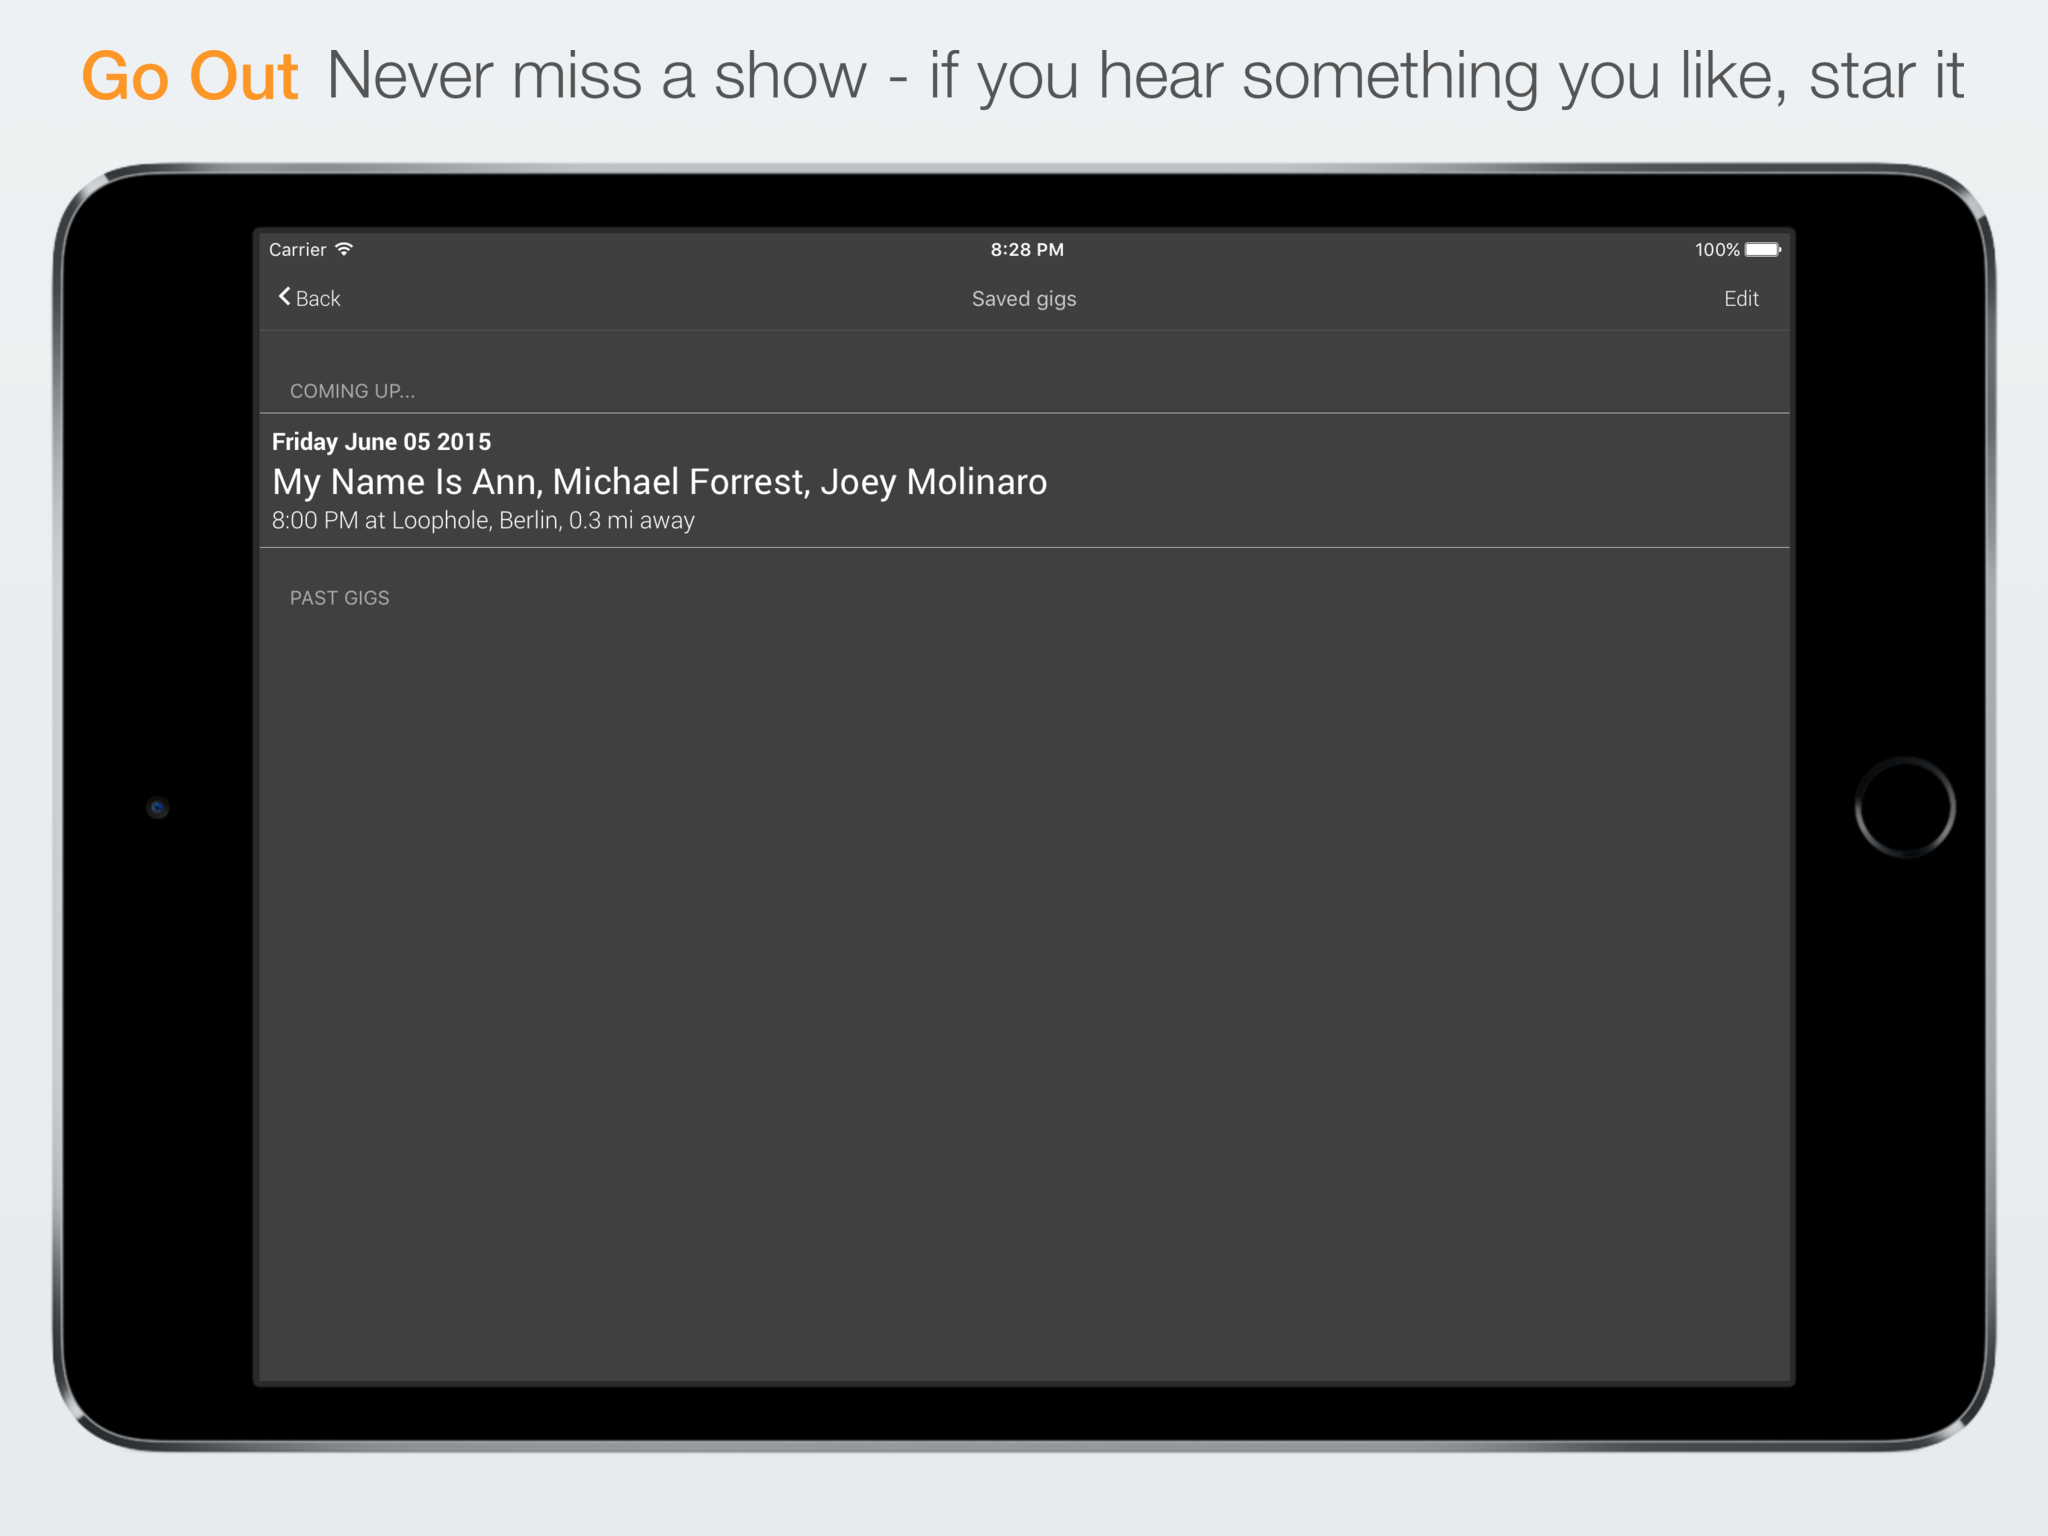 Go Out Never miss a show - if you hear something you like, star it
Carrier 8:28 PM 100%
Back Saved gigs Edit
COMING UP...
Friday June 05 2015
My Name Is Ann, Michael Forrest, Joey Molinaro
8:00 PM at Loophole, Berlin, 0.3 mi away
PAST GIGS